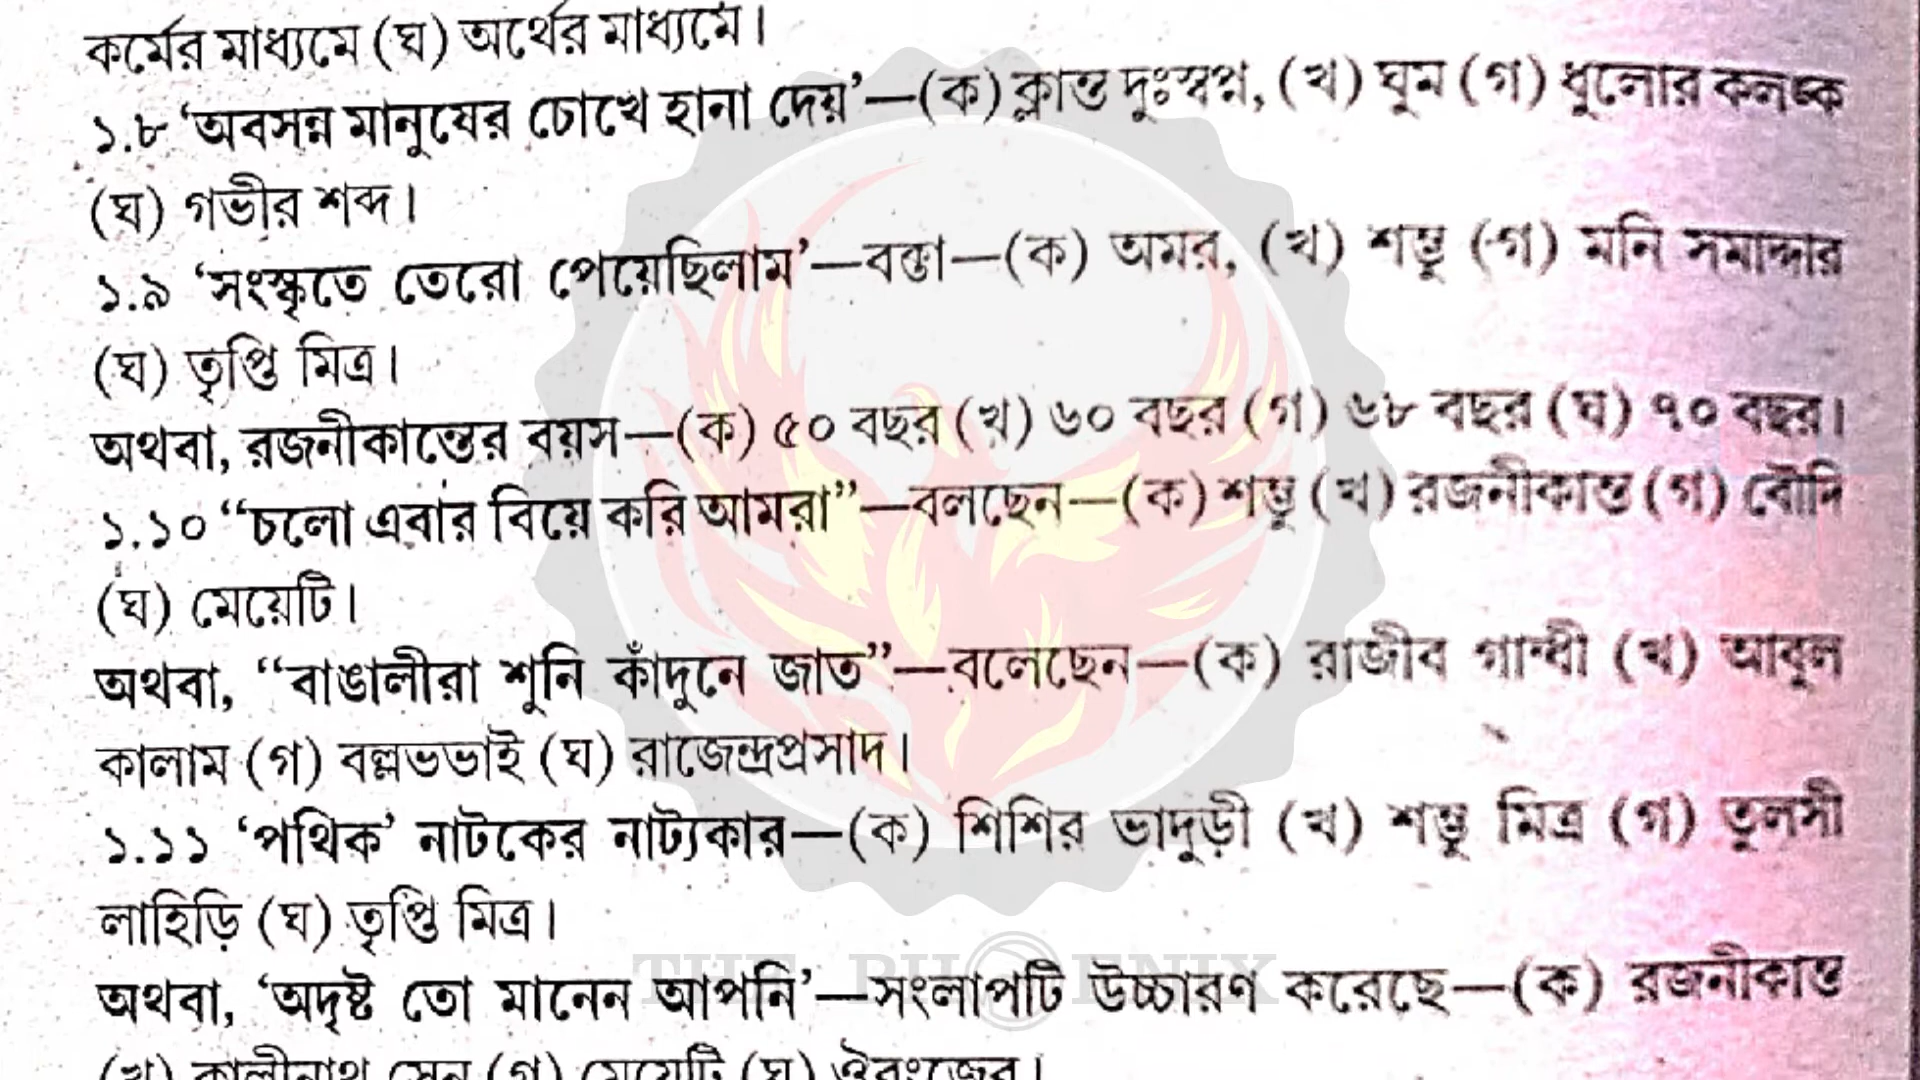 কর্মের মাধ্যমে (ঘ) অর্থের মাধ্যমে।
১.৮ ‘অবসন্ন মানুষের চোখে হানা দেয়’—(ক) ক্লান্ত দুঃস্বপ্ন, (খ) ঘুম (গ) ধুলোর কলঙ্ক
(ঘ) গভীর শব্দ।
১.৯ ‘সংস্কৃতে তেরো পেয়েছিলাম’—বক্তা—(ক) অমর, (খ) শম্ভু (গ) মনি সমাদ্দার
(ঘ) তৃপ্তি মিত্র।
অথবা, রজনীকান্তের বয়স—(ক) ৫০ বছর (খ) ৬০ বছর (গ) ৬৮ বছর (ঘ) ৭০ বছর।
১.১০ “চলো এবার বিয়ে করি আমরা”—বলছেন—(ক) শম্ভু (খ) রজনীকান্ত (গ) বৌদি
(ঘ) মেয়েটি।
অথবা, “বাঙালীরা শুনি কাঁদুনে জাত”—বলেছেন—(ক) রাজীব গান্ধী (খ) আবুল
কালাম (গ) বল্লভভাই (ঘ) রাজেন্দ্রপ্রসাদ।
১.১১ ‘পথিক’ নাটকের নাট্যকার—(ক) শিশির ভাদুড়ী (খ) শম্ভু মিত্র (গ) তুলসী
লাহিড়ি (ঘ) তৃপ্তি মিত্র।
THE PHOENIX
অথবা, ‘অদৃষ্ট তো মানেন আপনি’—সংলাপটি উচ্চারণ করেছে—(ক) রজনীকান্ত
(খ) কালীনাথ সেন (গ) মেয়েটি (ঘ) ঔরংজেব।